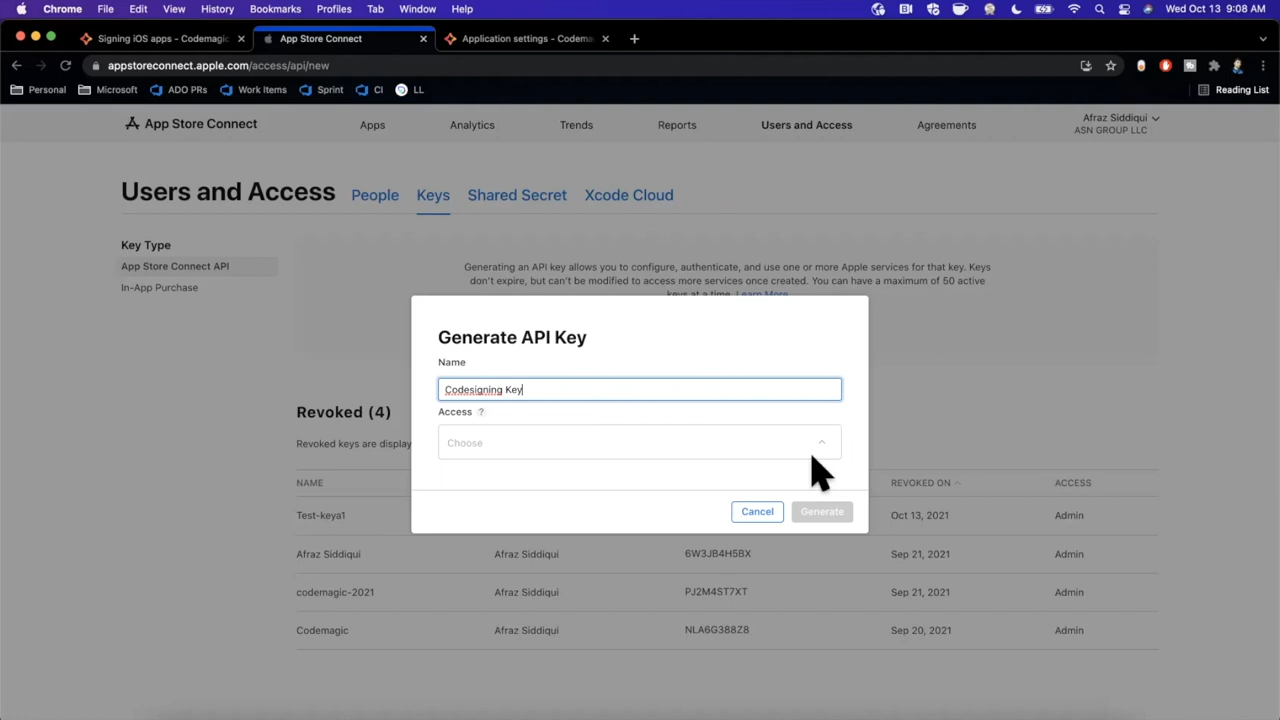 Chrome File Edit View History Bookmarks Profiles Tab Window Help Wed Oct 13 9:08 AM
Signing iOS apps - Codemagic App Store Connect Application settings - Codema
appstoreconnect.apple.com/access/api/new
Personal Microsoft ADO PRs Work Items Sprint CI LL Reading List
App Store Connect Apps Analytics Trends Reports Users and Access Agreements Afraz Siddiqui
ASN GROUP LLC
Users and Access People Keys Shared Secret Xcode Cloud
Key Type
App Store Connect API
In-App Purchase
Generating an API key allows you to configure, authenticate, and use one or more Apple services for that key. Keys
don't expire, but can't be modified to access more services once created. You can have a maximum of 50 active
keys at a time. Learn More
Generate API Key
Name
Codesigning Key
Access ?
Choose
Cancel Generate
Revoked (4)
Revoked keys are display
NAME REVOKED ON ACCESS
Test-keya1 Oct 13, 2021 Admin
Afraz Siddiqui Afraz Siddiqui 6W3JB4H5BX Sep 21, 2021 Admin
codemagic-2021 Afraz Siddiqui PJ2M4ST7XT Sep 21, 2021 Admin
Codemagic Afraz Siddiqui NLA6G388Z8 Sep 20, 2021 Admin